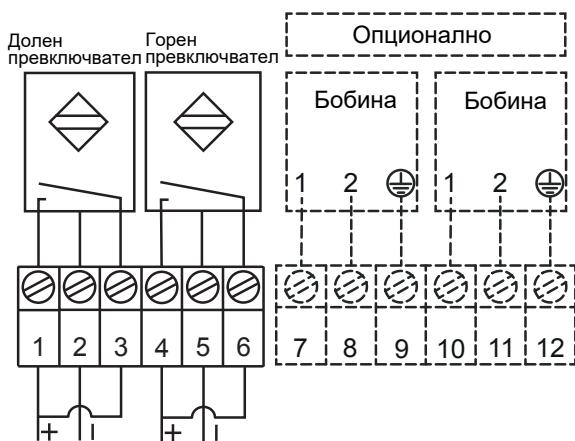 Долен превключвател
Горен превключвател
Опционално
Бобина
Бобина
1 2
1 2
1 2 3 4 5 6 7 8 9 10 11 12
+ − + −